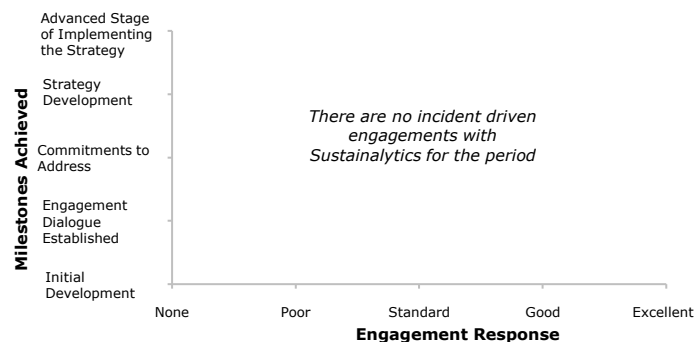 Advanced Stage
of Implementing
the Strategy
Strategy
Development
Commitments to
Address
Engagement
Dialogue
Established
Initial
Development
Milestones Achieved
There are no incident driven
engagements with
Sustainalytics for the period
None
Poor
Standard
Good
Excellent
Engagement Response